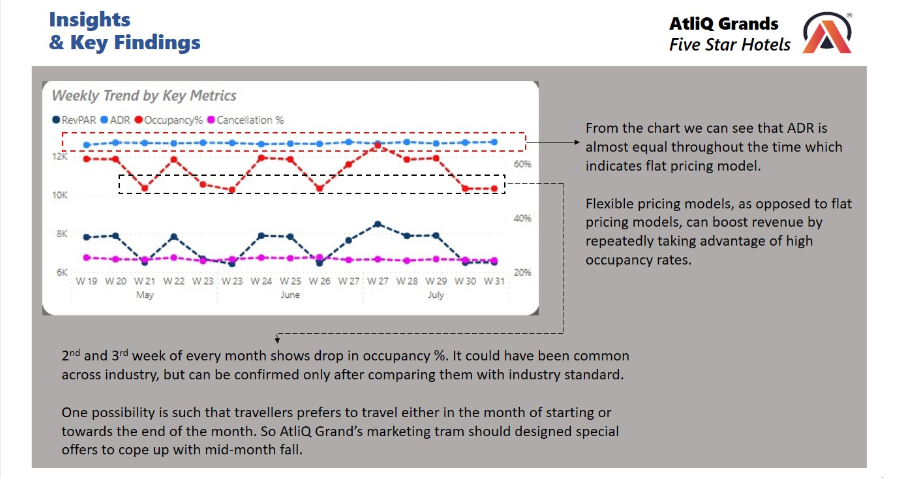 Insights
& Key Findings
AtliQ Grands
Five Star Hotels
®
Weekly Trend by Key Metrics
RevPAR ADR Occupancy% Cancellation %
12K
10K
8K
6K
60%
40%
20%
W 19 W 20 W 21 W 22 W 23 W 23 W 24 W 25 W 26 W 27 W 27 W 28 W 29 W 30 W 31
May June July
From the chart we can see that ADR is
almost equal throughout the time which
indicates flat pricing model.
Flexible pricing models, as opposed to flat
pricing models, can boost revenue by
repeatedly taking advantage of high
occupancy rates.
2nd and 3rd week of every month shows drop in occupancy %. It could have been common
across industry, but can be confirmed only after comparing them with industry standard.
One possibility is such that travellers prefers to travel either in the month of starting or
towards the end of the month. So AtliQ Grand’s marketing tram should designed special
offers to cope up with mid-month fall.